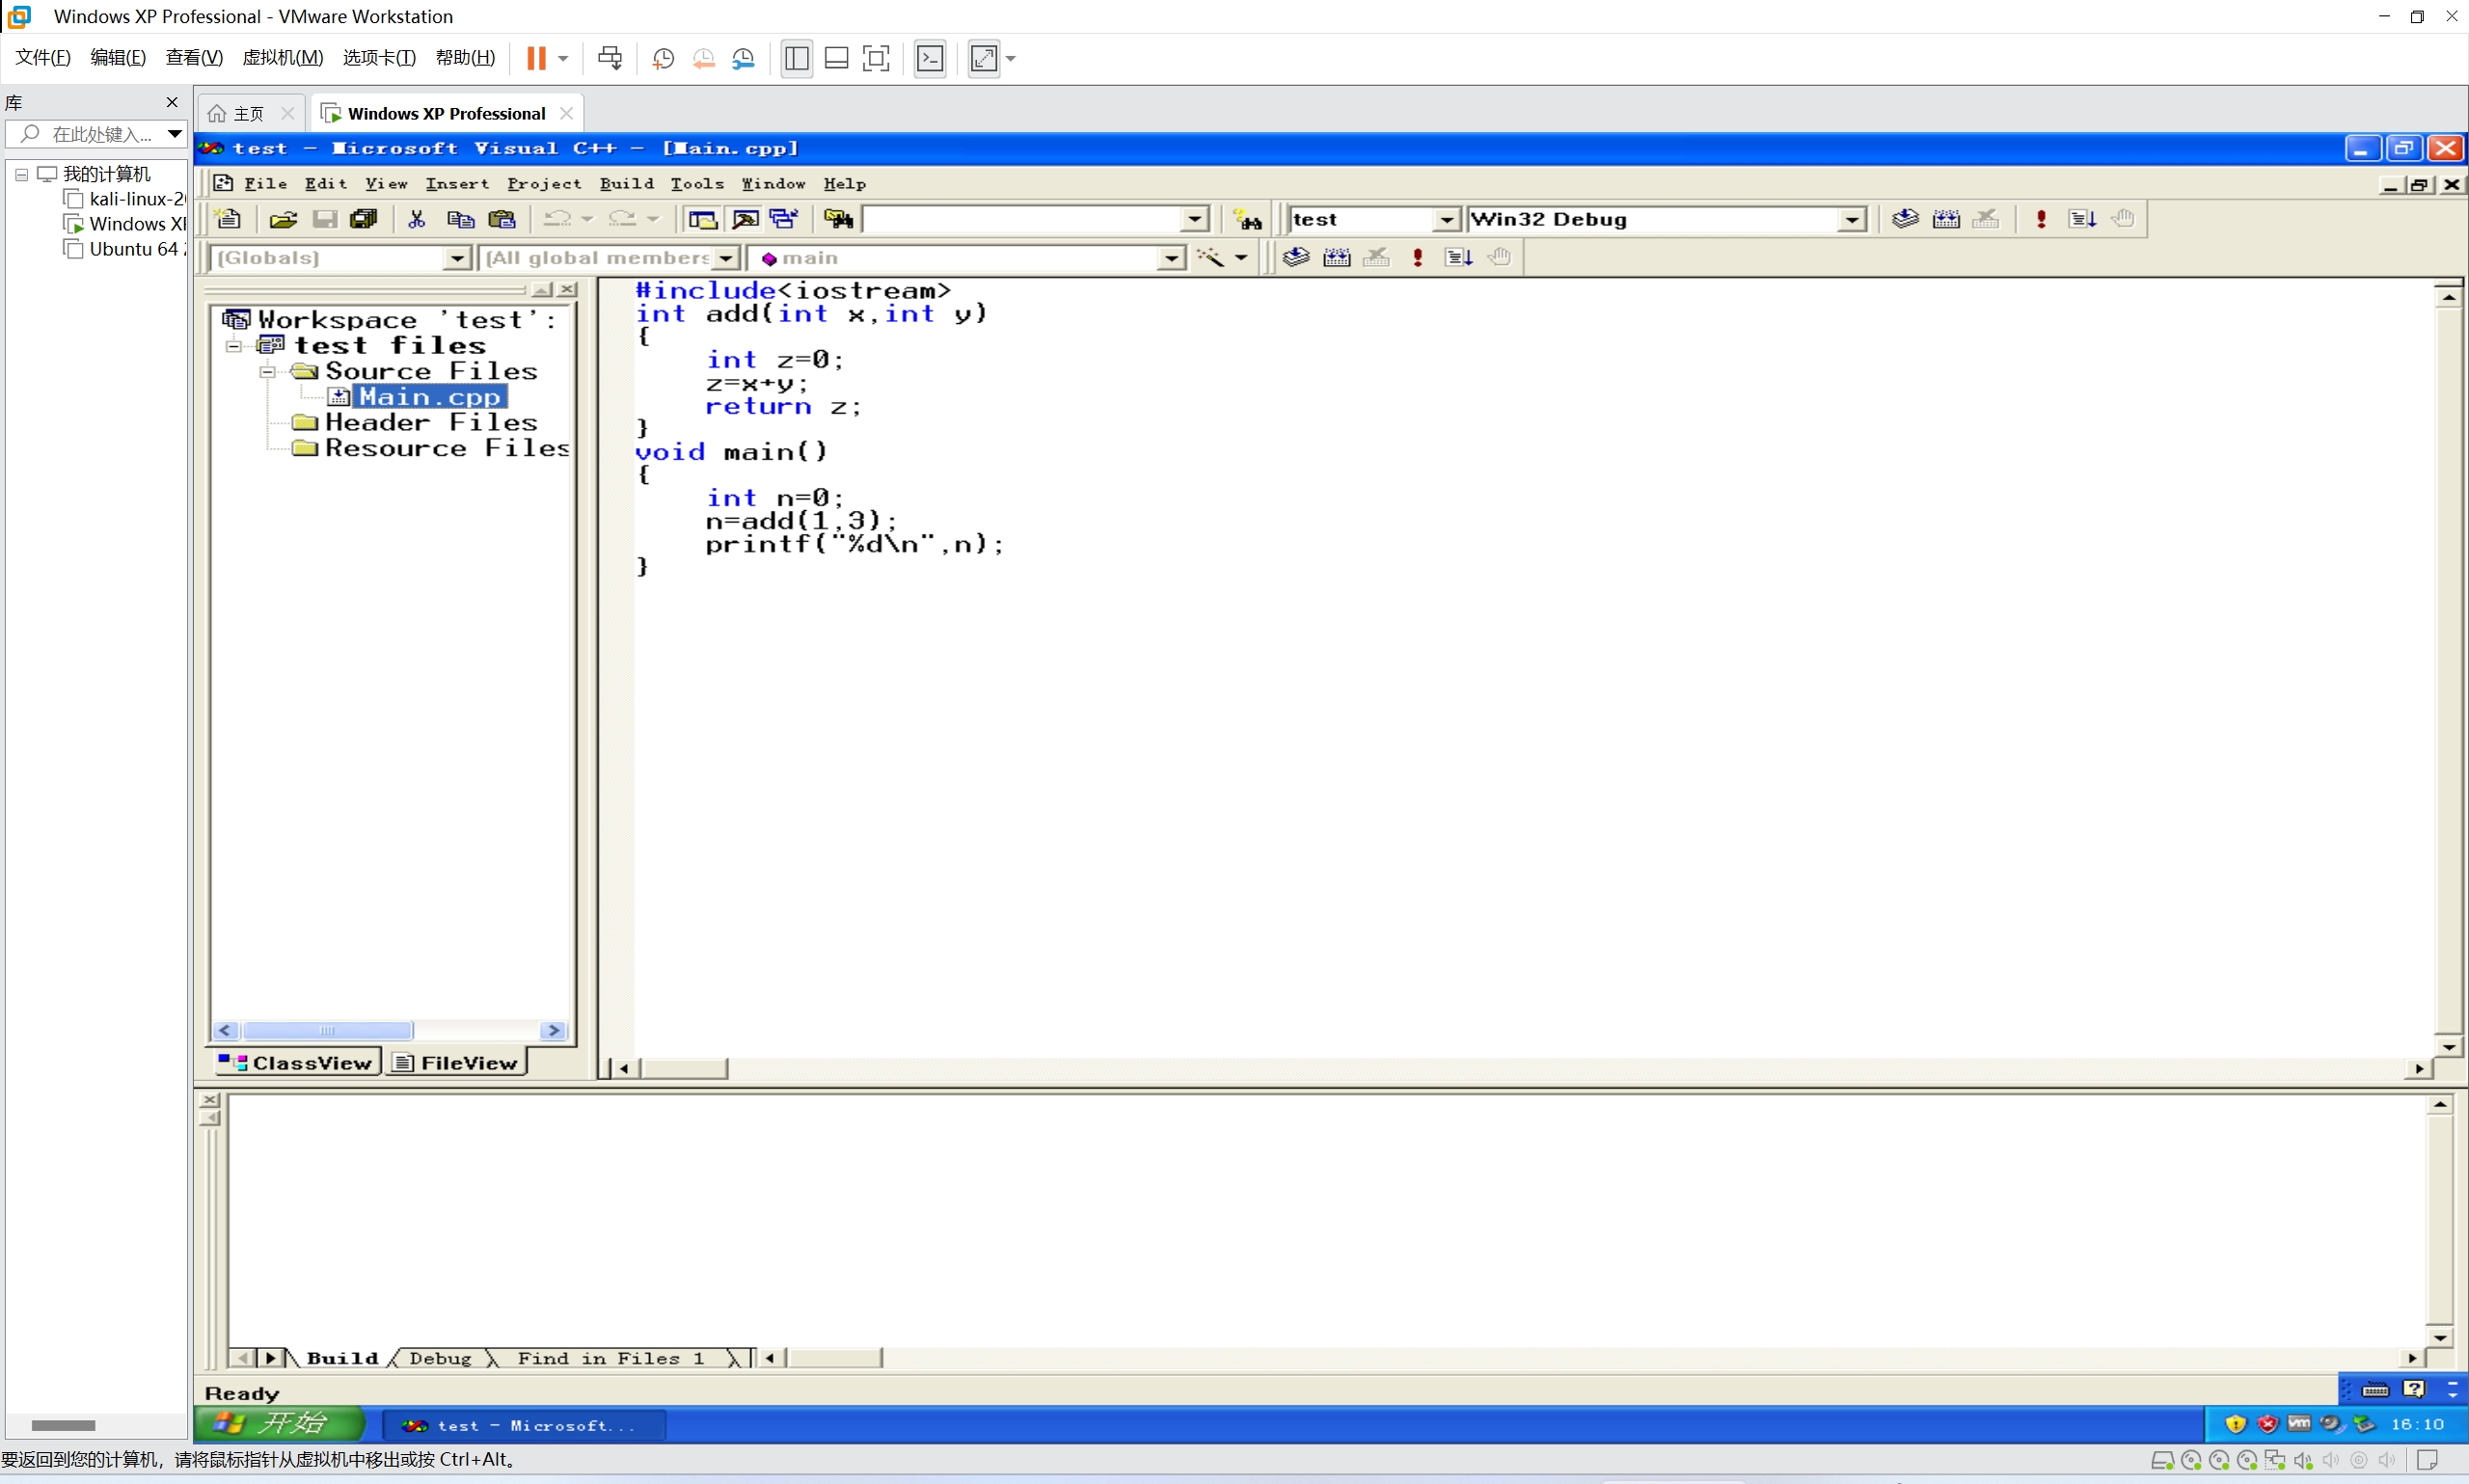 Windows XP Professional - VMware Workstation
文件(F) 编辑(E) 查看(V) 虚拟机(M) 选项卡(T) 帮助(H)
库
在此处键入...
我的计算机
kali-linux-2
Windows XP
Ubuntu 64
主页
Windows XP Professional
test - Microsoft Visual C++ - [Main.cpp]
File Edit View Insert Project Build Tools Window Help
test Win32 Debug
(Globals) (All global members main
Workspace 'test':
test files
Source Files
Main.cpp
Header Files
Resource Files
ClassView FileView
#include<iostream>
int add(int x,int y)
{
int z=0;
z=x+y;
return z;
}
void main()
{
int n=0;
n=add(1,3);
printf("%d\n",n);
}
Build Debug Find in Files 1
Ready
开始 test - Microsoft... 16:10
要返回到您的计算机，请将鼠标指针从虚拟机中移出或按 Ctrl+Alt。